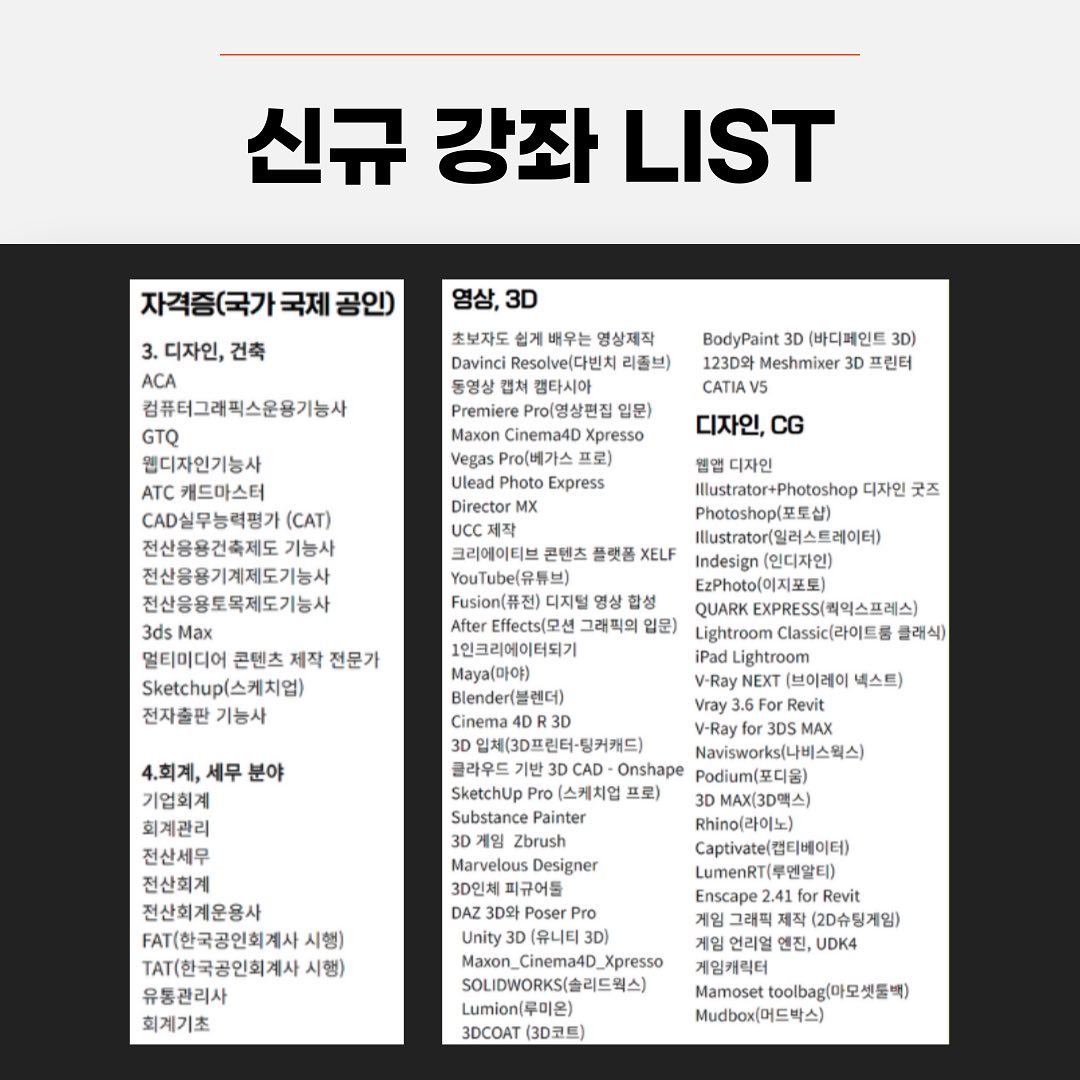 신규 강좌 LIST
자격증(국가 국제 공인)
3. 디자인, 건축
ACA
컴퓨터그래픽스운용기능사
GTQ
웹디자인기능사
ATC 캐드마스터
CAD실무능력평가 (CAT)
전산응용건축제도 기능사
전산응용기계제도기능사
전산응용토목제도기능사
3ds Max
멀티미디어 콘텐츠 제작 전문가
Sketchup(스케치업)
전자출판 기능사
4.회계, 세무 분야
기업회계
회계관리
전산세무
전산회계
전산회계운용사
FAT(한국공인회계사 시행)
TAT(한국공인회계사 시행)
유통관리사
회계기초
영상, 3D
초보자도 쉽게 배우는 영상제작
Davinci Resolve(다빈치 리졸브)
동영상 캡쳐 캠타시아
Premiere Pro(영상편집 입문)
Maxon Cinema4D Xpresso
Vegas Pro(베가스 프로)
Ulead Photo Express
Director MX
UCC 제작
크리에이티브 콘텐츠 플랫폼 XELF
YouTube(유튜브)
Fusion(퓨전) 디지털 영상 합성
After Effects(모션 그래픽의 입문)
1인크리에이터되기
Maya(마야)
Blender(블렌더)
Cinema 4D R 3D
3D 입체(3D프린터-팅커캐드)
클라우드 기반 3D CAD - Onshape
SketchUp Pro (스케치업 프로)
Substance Painter
3D 게임 Zbrush
Marvelous Designer
3D인체 피규어툴
DAZ 3D와 Poser Pro
Unity 3D (유니티 3D)
Maxon_Cinema4D_Xpresso
SOLIDWORKS(솔리드웍스)
Lumion(루미온)
3DCOAT (3D코트)
BodyPaint 3D (바디페인트 3D)
123D와 Meshmixer 3D 프린터
CATIA V5
디자인, CG
웹앱 디자인
Illustrator+Photoshop 디자인 굿즈
Photoshop(포토샵)
Illustrator(일러스트레이터)
Indesign (인디자인)
EzPhoto(이지포토)
QUARK EXPRESS(쿽익스프레스)
Lightroom Classic(라이트룸 클래식)
iPad Lightroom
V-Ray NEXT (브이레이 넥스트)
Vray 3.6 For Revit
V-Ray for 3DS MAX
Navisworks(나비스웍스)
Podium(포디움)
3D MAX(3D맥스)
Rhino(라이노)
Captivate(캡티베이터)
LumenRT(루멘알티)
Enscape 2.41 for Revit
게임 그래픽 제작 (2D슈팅게임)
게임 언리얼 엔진, UDK4
게임캐릭터
Mamoset toolbag(마모셋툴백)
Mudbox(머드박스)